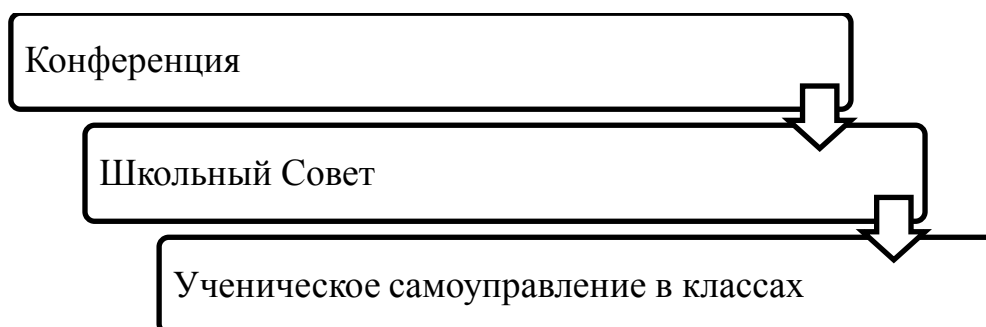 Конференция
Школьный Совет
Ученическое самоуправление в классах